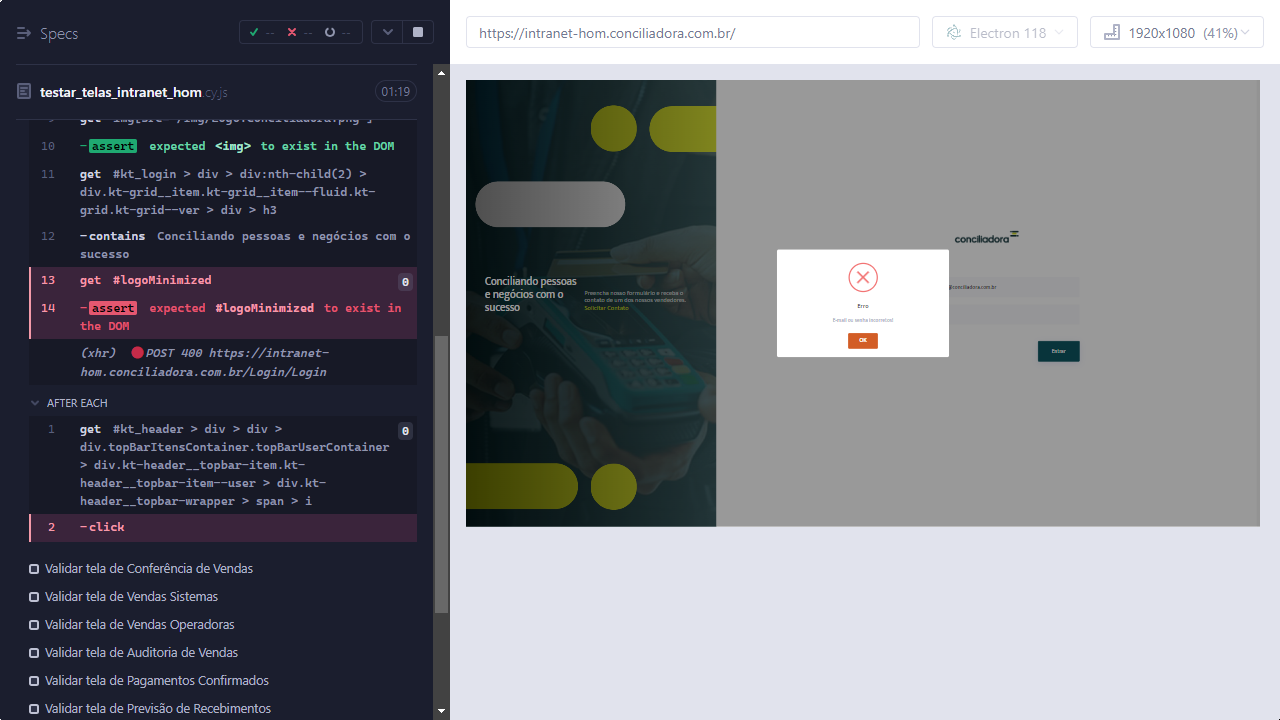 Specs
-- -- --
testar_telas_intranet_hom.cy.js
01:19
10 -assert expected <img> to exist in the DOM
11 get #kt_login > div > div:nth-child(2) >
div.kt-grid__item.kt-grid__item--fluid.kt-
grid.kt-grid--ver > div > h3
12 -contains Conciliando pessoas e negócios com o
sucesso
13 get #logoMinimized 0
14 -assert expected #logoMinimized to exist in
the DOM
(xhr) POST 400 https://intranet-
hom.conciliadora.com.br/Login/Login
AFTER EACH
1 get #kt_header > div > div > 0
div.topBarItensContainer.topBarUserContainer
> div.kt-header__topbar-item.kt-
header__topbar-item--user > div.kt-
header__topbar-wrapper > span > i
2 -click
Validar tela de Conferência de Vendas
Validar tela de Vendas Sistemas
Validar tela de Vendas Operadoras
Validar tela de Auditoria de Vendas
Validar tela de Pagamentos Confirmados
Validar tela de Previsão de Recebimentos
https://intranet-hom.conciliadora.com.br/
Electron 118
1920x1080 (41%)
Conciliando pessoas
e negócios com o
sucesso
Preencha nosso formulário e receba o
contato de um dos nossos vendedores.
Solicitar Contato
conciliadora
@conciliadora.com.br
Erro
E-mail ou senha incorretos!
OK
Entrar